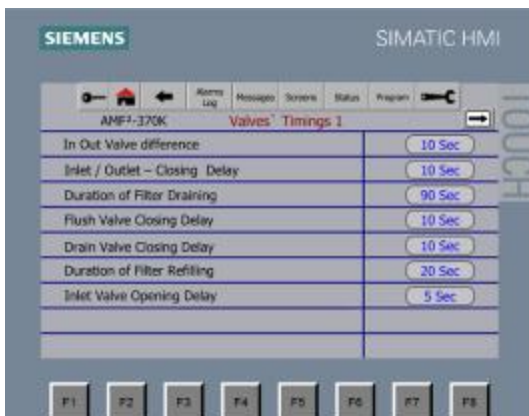 SIEMENS
SIMATIC HMI
TOUCH
Alarms Log
Messages
Screens
Status
Program
AMF²-370K
Valves` Timings 1
In Out Valve difference
10 Sec
Inlet / Outlet – Closing Delay
10 Sec
Duration of Filter Draining
90 Sec
Flush Valve Closing Delay
10 Sec
Drain Valve Closing Delay
10 Sec
Duration of Filter Refilling
20 Sec
Inlet Valve Opening Delay
5 Sec
F1
F2
F3
F4
F5
F6
F7
F8